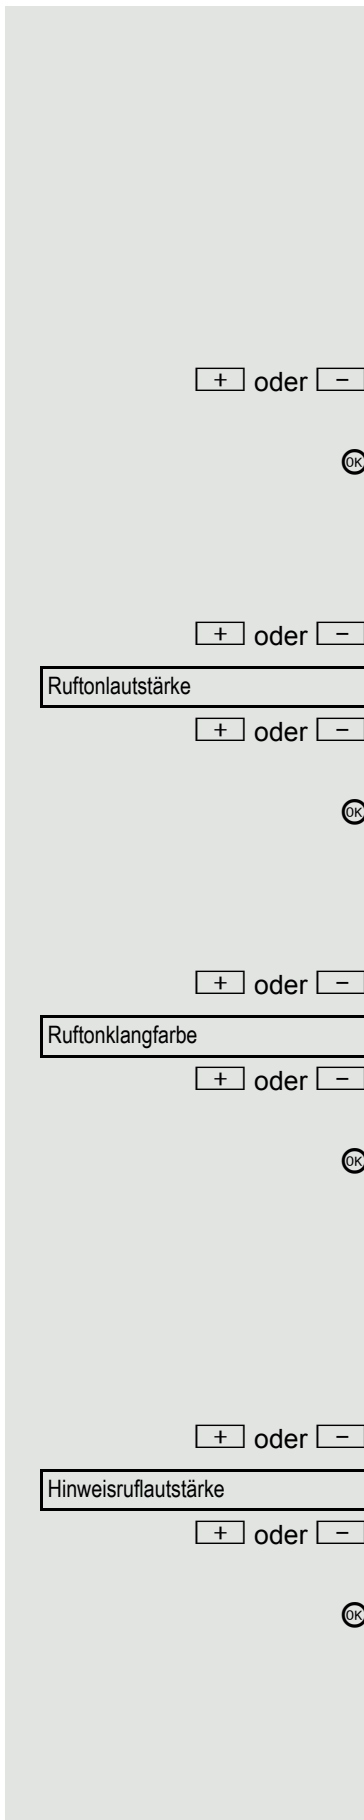 + oder −
OK
+ oder −
Ruftonlautstärke
+ oder −
OK
+ oder −
Ruftonklangfarbe
+ oder −
OK
+ oder −
Hinweisruflautstärke
+ oder −
OK